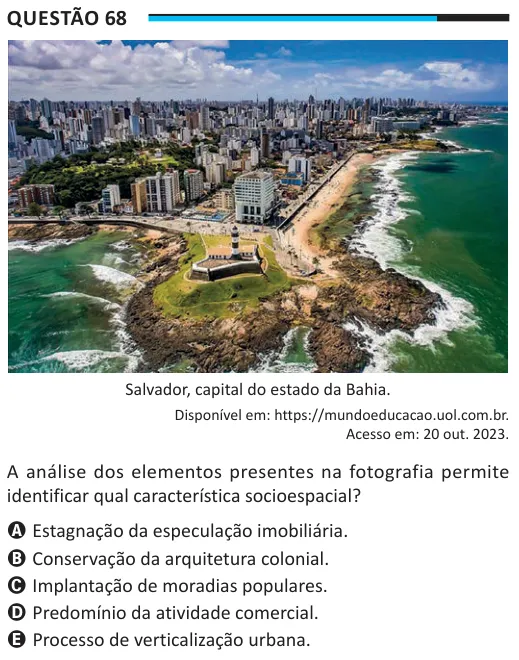 QUESTÃO 68
Salvador, capital do estado da Bahia.
Disponível em: https://mundoeducacao.uol.com.br.
Acesso em: 20 out. 2023.
A análise dos elementos presentes na fotografia permite
identificar qual característica socioespacial?
A Estagnação da especulação imobiliária.
B Conservação da arquitetura colonial.
C Implantação de moradias populares.
D Predomínio da atividade comercial.
E Processo de verticalização urbana.